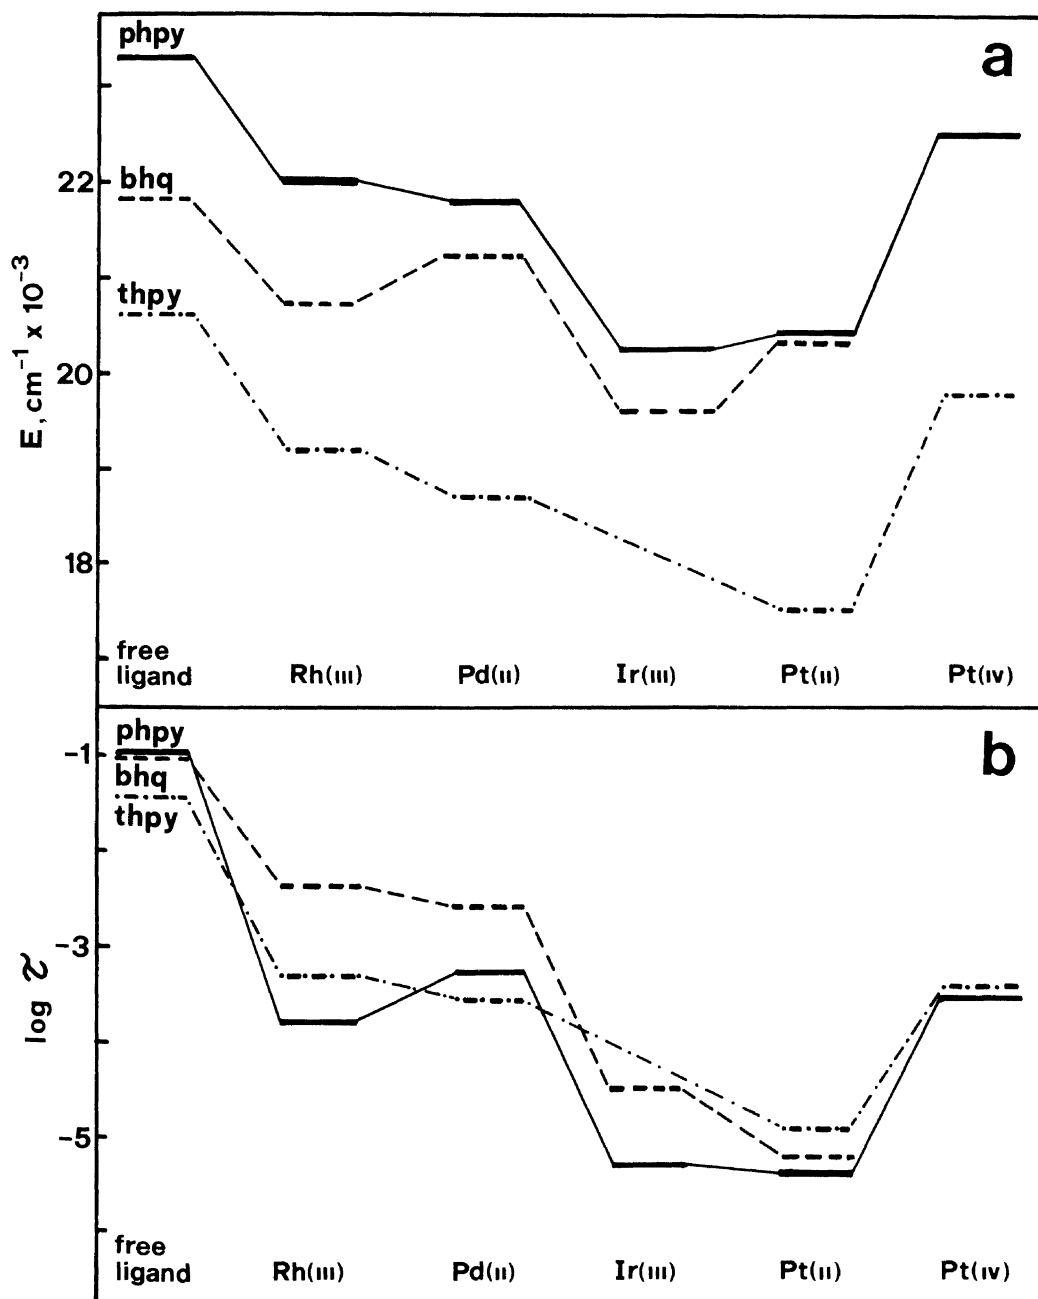 a
phpy
22
bhq
thpy
20
E, cm⁻¹ x 10⁻³
18
free
ligand
Rh(III)
Pd(II)
Ir(III)
Pt(II)
Pt(IV)
b
phpy
-1
bhq
thpy
-3
log τ
-5
free
ligand
Rh(III)
Pd(II)
Ir(III)
Pt(II)
Pt(IV)